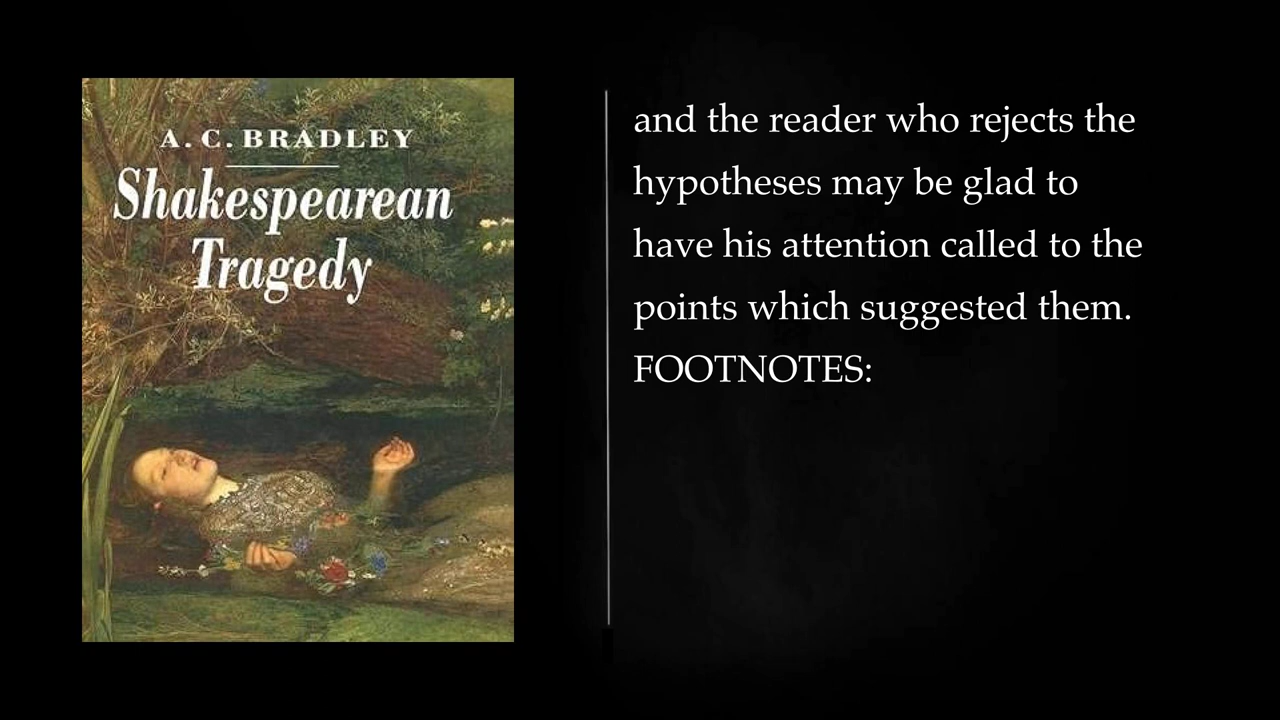 A. C. BRADLEY
Shakespearean
Tragedy
and the reader who rejects the
hypotheses may be glad to
have his attention called to the
points which suggested them.
FOOTNOTES: